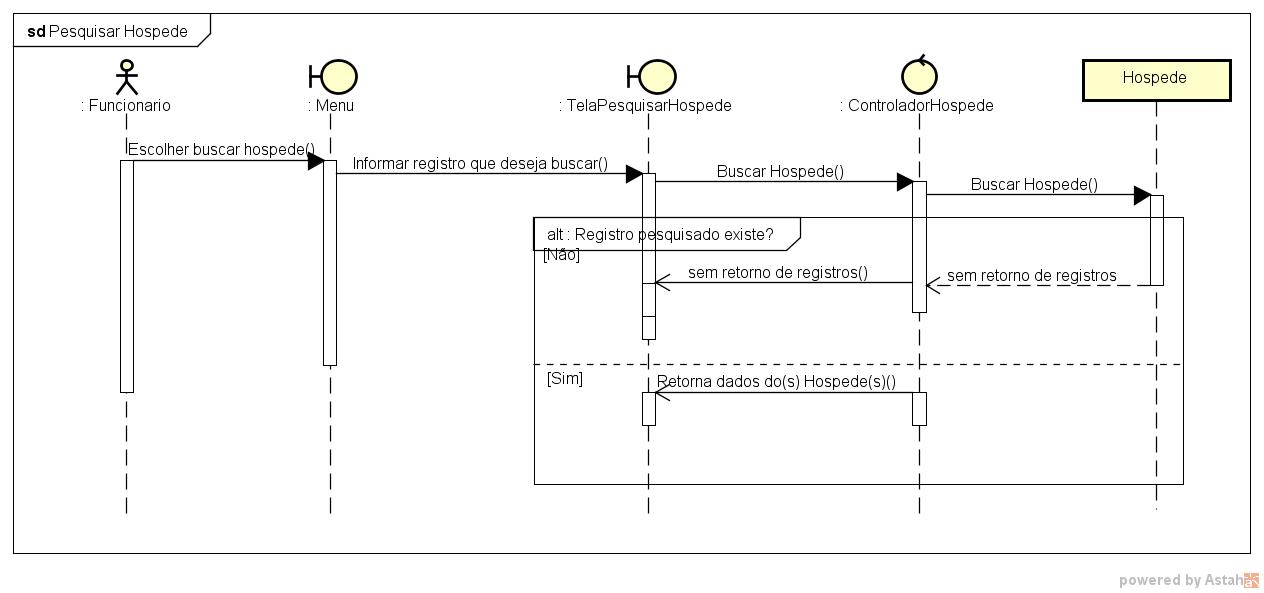 sd Pesquisar Hospede
: Funcionario
: Menu
: TelaPesquisarHospede
: ControladorHospede
Hospede
Escolher buscar hospede()
Informar registro que deseja buscar()
Buscar Hospede()
Buscar Hospede()
alt : Registro pesquisado existe?
[Não]
sem retorno de registros()
sem retorno de registros
[Sim]
Retorna dados do(s) Hospede(s)()
powered by Astah